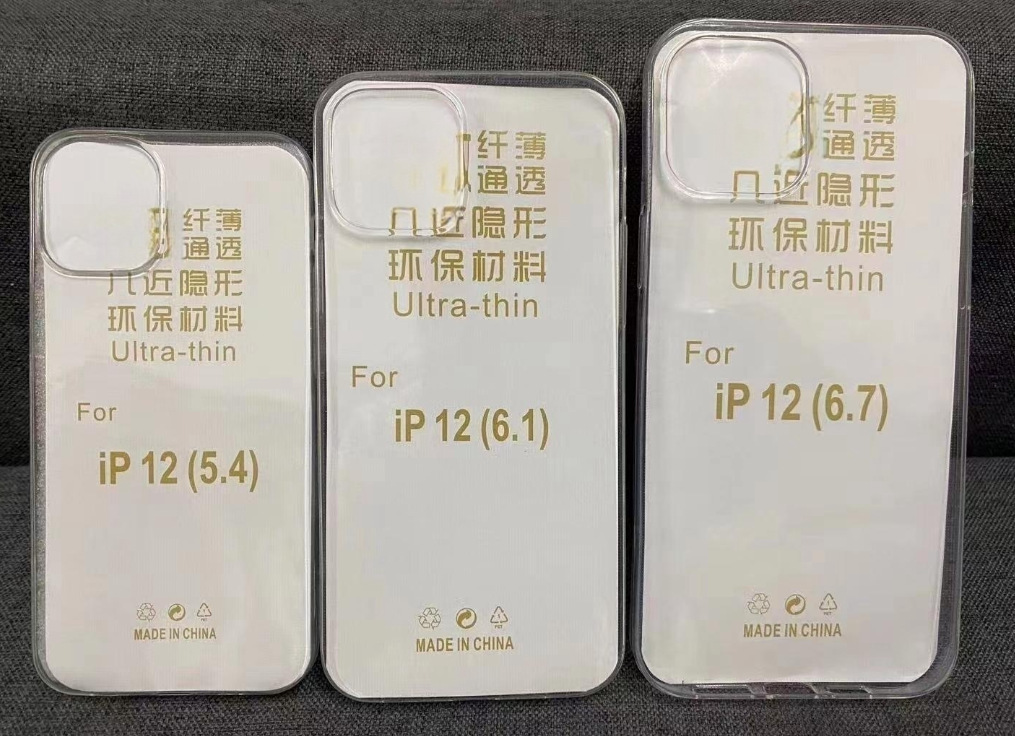 纤薄
通透
几近隐形
环保材料
Ultra-thin
For
iP 12 (5.4)
MADE IN CHINA
纤薄
通透
几近隐形
环保材料
Ultra-thin
For
iP 12 (6.1)
MADE IN CHINA
纤薄
通透
几近隐形
环保材料
Ultra-thin
For
iP 12 (6.7)
MADE IN CHINA